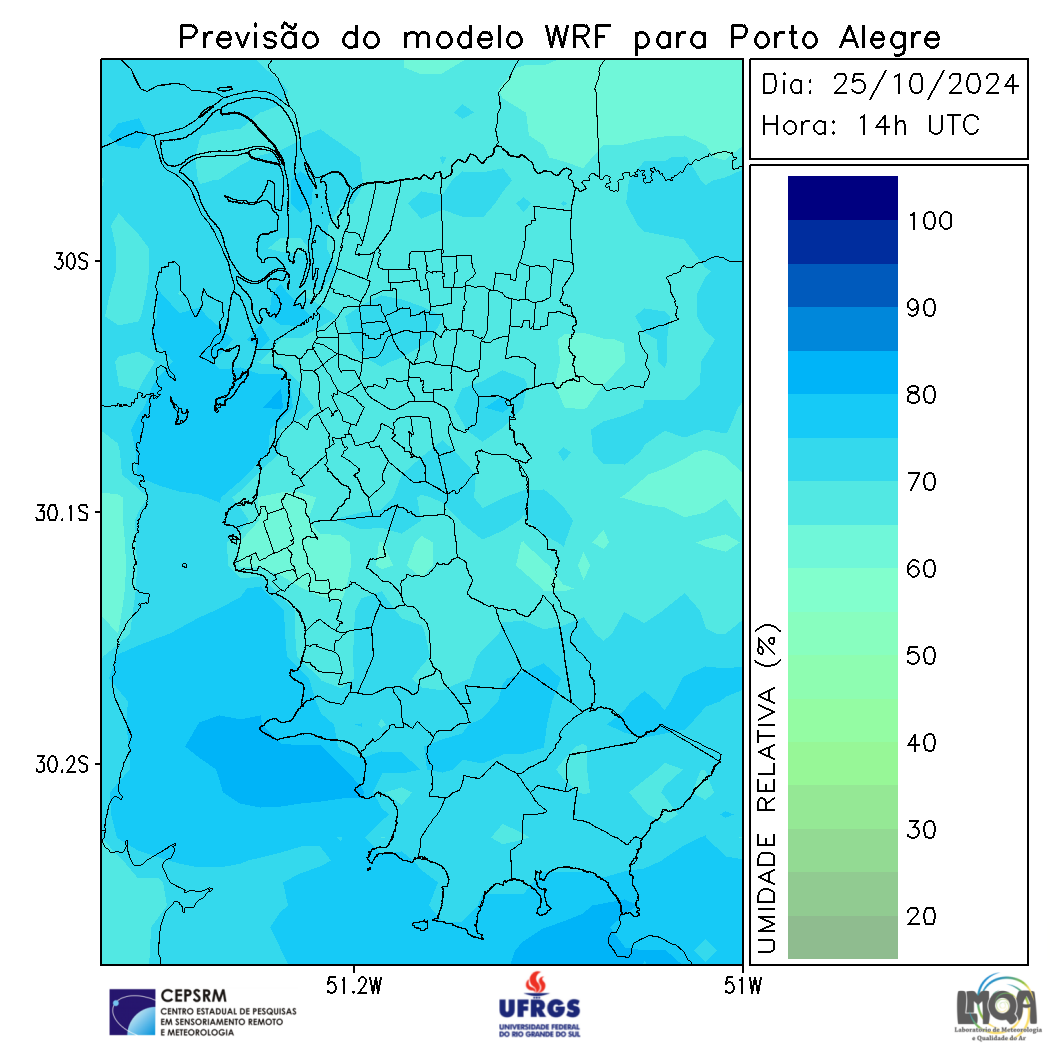 Previsão do modelo WRF para Porto Alegre
Dia: 25/10/2024
Hora: 14h UTC
30S
30.1S
30.2S
51.2W
51W
100
90
80
70
60
50
40
30
20
UMIDADE RELATIVA (%)
CEPSRM
CENTRO ESTADUAL DE PESQUISAS
EM SENSORIAMENTO REMOTO
E METEOROLOGIA
UFRGS
UNIVERSIDADE FEDERAL
DO RIO GRANDE DO SUL
LMQA
Laboratório de Meteorologia
e Qualidade do Ar